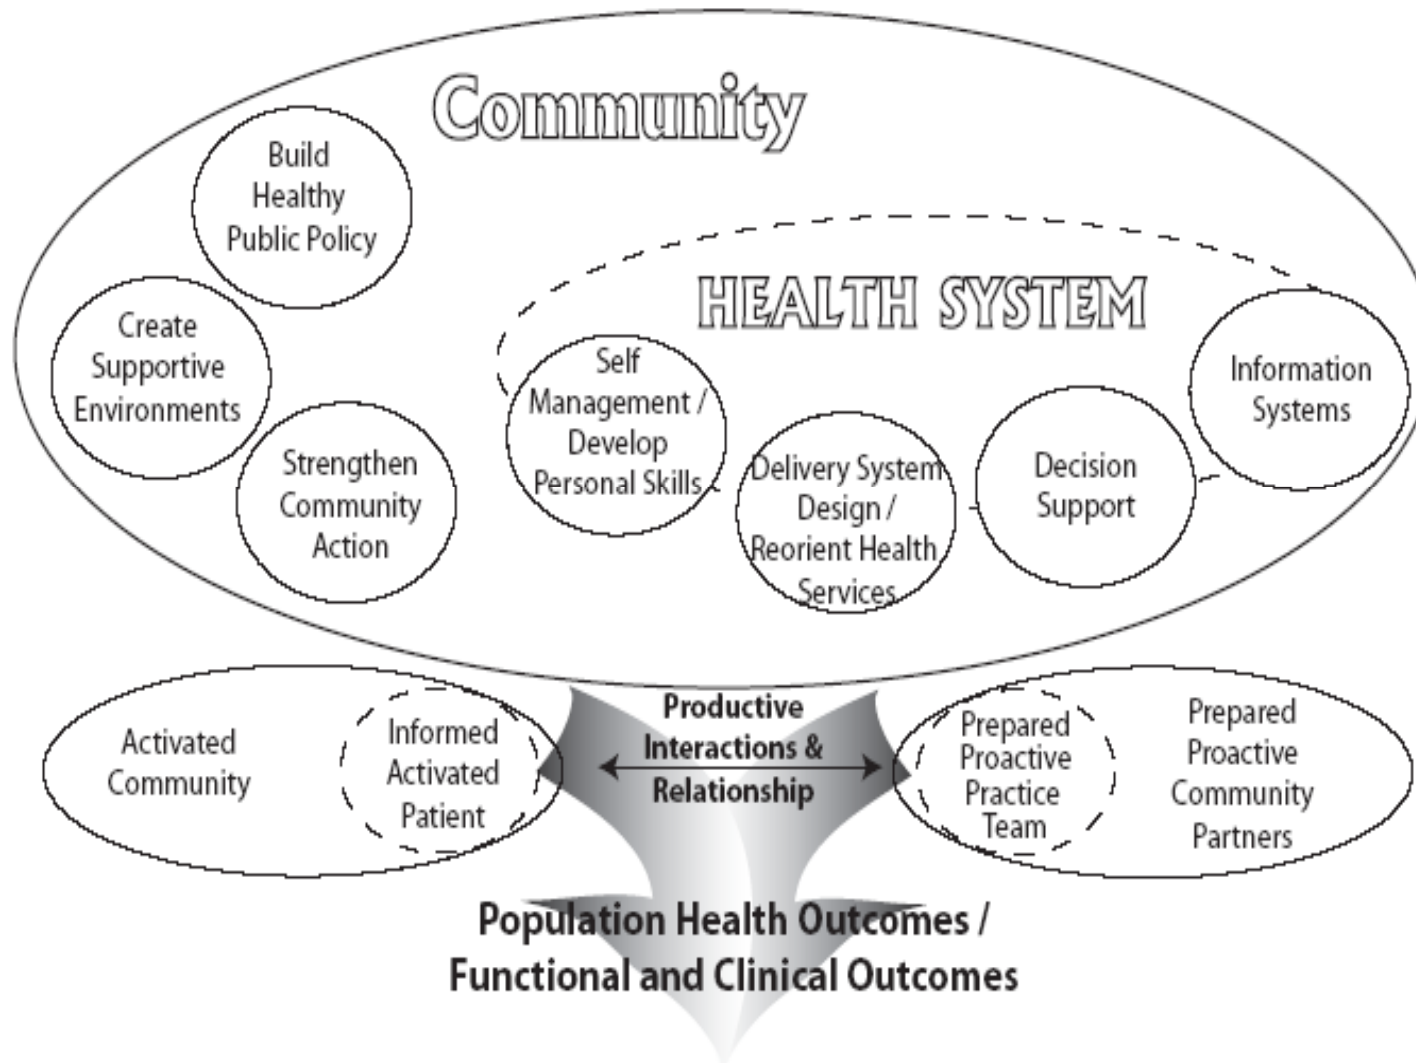 Community
Build
Healthy
Public Policy
Create
Supportive
Environments
Strengthen
Community
Action
HEALTH SYSTEM
Self
Management /
Develop
Personal Skills
Delivery System
Design /
Reorient Health
Services
Decision
Support
Information
Systems
Activated
Community
Informed
Activated
Patient
Productive
Interactions &
Relationship
Prepared
Proactive
Practice
Team
Prepared
Proactive
Community
Partners
Population Health Outcomes /
Functional and Clinical Outcomes